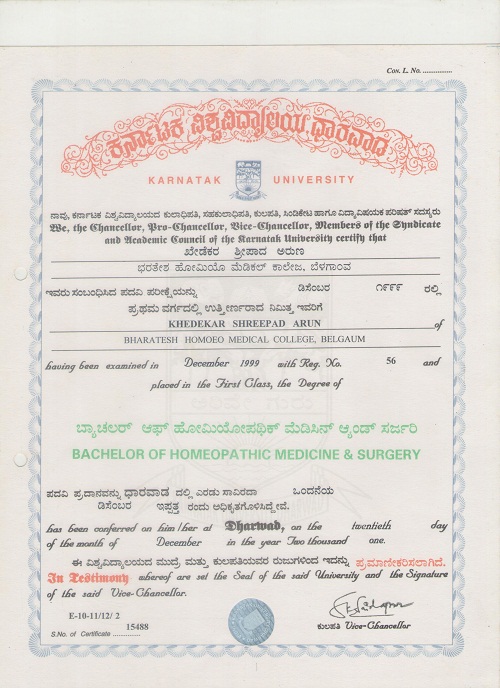 Con. L. No. ...............
ಕರ್ನಾಟಕ ವಿಶ್ವವಿದ್ಯಾಲಯ ಧಾರವಾಡ
KARNATAK UNIVERSITY
ನಾವು, ಕರ್ನಾಟಕ ವಿಶ್ವವಿದ್ಯಾಲಯದ ಕುಲಾಧಿಪತಿ, ಸಹಕುಲಾಧಿಪತಿ, ಕುಲಪತಿ, ಸಿಂಡಿಕೇಟ ಹಾಗೂ ವಿದ್ಯಾವಿಷಯಕ ಪರಿಷತ್ ಸದಸ್ಯರು
We, the Chancellor, Pro-Chancellor, Vice-Chancellor, Members of the Syndicate
and Academic Council of the Karnatak University certify that
ಖೇಡೇಕರ ಶ್ರೀಪಾದ ಅರುಣ
ಭರತೇಶ ಹೋಮಿಯೊ ಮೆಡಿಕಲ್ ಕಾಲೇಜ, ಬೆಳಗಾಂವ
ಇವರು ಸಂಬಂಧಿಸಿದ ಪದವಿ ಪರೀಕ್ಷೆಯನ್ನು ಡಿಸೆಂಬರ ೧೯೯೯ ರಲ್ಲಿ
ಪ್ರಥಮ ವರ್ಗದಲ್ಲಿ ಉತ್ತೀರ್ಣರಾದ ನಿಮಿತ್ತ ಇವರಿಗೆ
KHEDEKAR SHREEPAD ARUN of
BHARATESH HOMOEO MEDICAL COLLEGE, BELGAUM
having been examined in December 1999 with Reg. No. 56 and
placed in the First Class, the Degree of
ಬ್ಯಾಚಲರ್ ಆಫ್ ಹೋಮಿಯೋಪಥಿಕ್ ಮೆಡಿಸಿನ್ ಆ್ಯಂಡ್ ಸರ್ಜರಿ
BACHELOR OF HOMEOPATHIC MEDICINE & SURGERY
ಪದವಿ ಪ್ರದಾನವನ್ನು ಧಾರವಾಡ ದಲ್ಲಿ ಎರಡು ಸಾವಿರದಾ ಒಂದನೆಯ
ಡಿಸೆಂಬರ ಇಪ್ಪತ್ತ ರಂದು ಅಧಿಕೃತಗೊಳಿಸಿದ್ದೇವೆ.
has been conferred on him/her at Dharwad, on the twentieth day
of the month of December in the year Two thousand one.
ಈ ವಿಶ್ವವಿದ್ಯಾಲಯದ ಮುದ್ರೆ ಮತ್ತು ಕುಲಪತಿಯವರ ರುಜುಗಳಿಂದ ಇದನ್ನು ಪ್ರಮಾಣೀಕರಿಸಲಾಗಿದೆ.
In Testimony whereof are set the Seal of the said University and the Signature
of the said Vice-Chancellor.
E-10-11/12/ 2
15488
S.No. of Certificate ..............
ಕುಲಪತಿ Vice-Chancellor